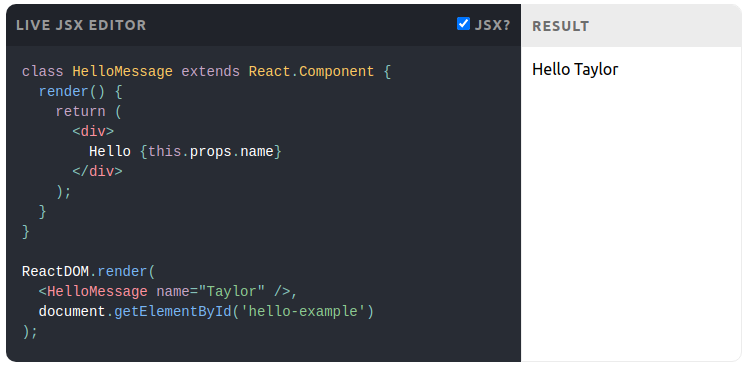 LIVE JSX EDITOR
JSX?
RESULT
class HelloMessage extends React.Component {
  render() {
    return (
      <div>
        Hello {this.props.name}
      </div>
    );
  }
}

ReactDOM.render(
  <HelloMessage name="Taylor" />,
  document.getElementById('hello-example')
);
Hello Taylor